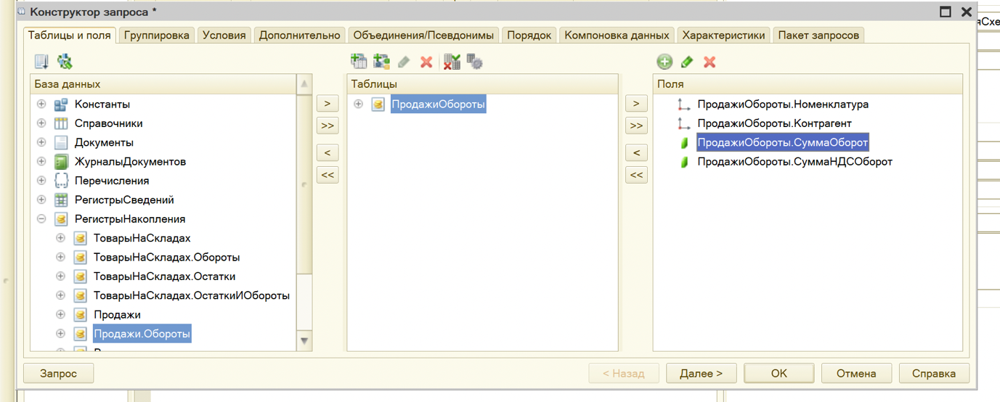 Конструктор запроса *
яСхе
Таблицы и поля
Группировка
Условия
Дополнительно
Объединения/Псевдонимы
Порядок
Компоновка данных
Характеристики
Пакет запросов
База данных
Константы
Справочники
Документы
ЖурналыДокументов
Перечисления
РегистрыСведений
РегистрыНакопления
ТоварыНаСкладах
ТоварыНаСкладах.Обороты
ТоварыНаСкладах.Остатки
ТоварыНаСкладах.ОстаткиИОбороты
Продажи
Продажи.Обороты
>
>>
<
<<
Таблицы
ПродажиОбороты
>
>>
<
<<
Поля
ПродажиОбороты.Номенклатура
ПродажиОбороты.Контрагент
ПродажиОбороты.СуммаОборот
ПродажиОбороты.СуммаНДСОборот
Запрос
< Назад
Далее >
OK
Отмена
Справка